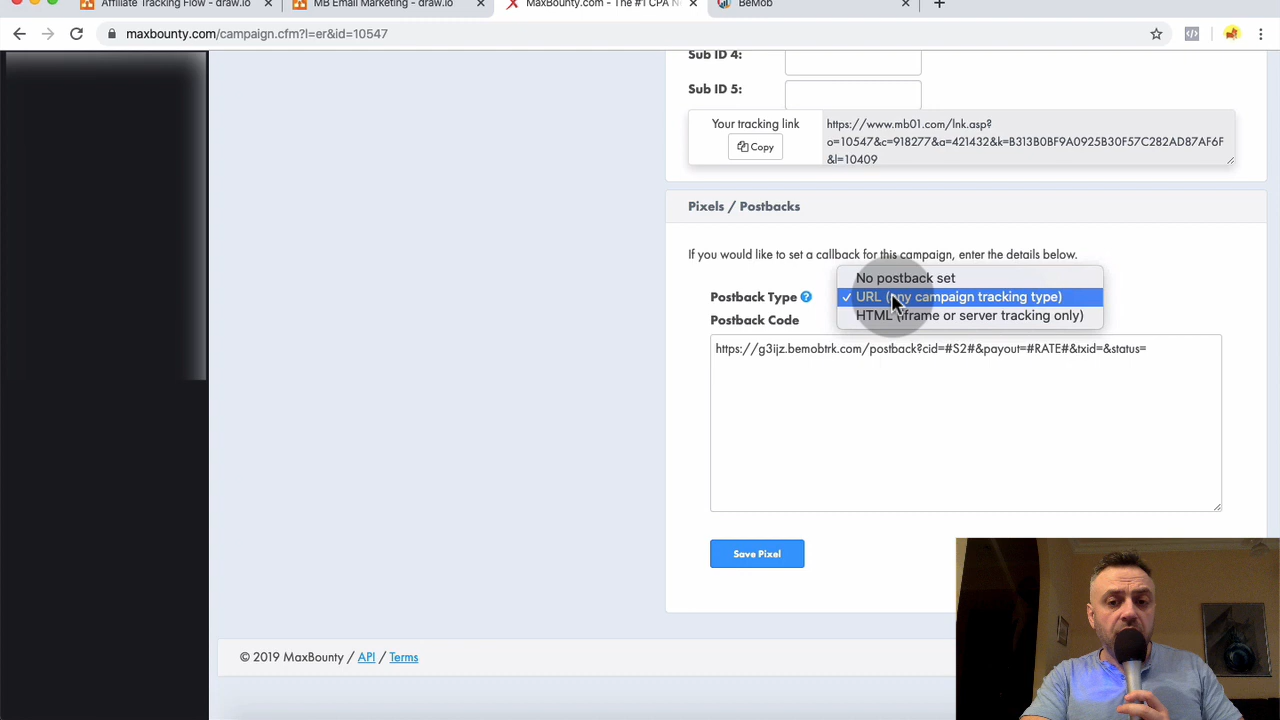 Affiliate Tracking Flow - draw.io
MB Email Marketing - draw.io
MaxBounty.com - The #1 CPA N
BeMob
maxbounty.com/campaign.cfm?l=er&id=10547
Sub ID 4:
Sub ID 5:
Your tracking link
Copy
https://www.mb01.com/lnk.asp?
o=10547&c=918277&a=421432&k=B313B0BF9A0925B30F57C282AD87AF6F
&l=10409
Pixels / Postbacks
If you would like to set a callback for this campaign, enter the details below.
No postback set
Postback Type
URL (any campaign tracking type)
HTML (iframe or server tracking only)
Postback Code
https://g3ijz.bemobtrk.com/postback?cid=#S2#&payout=#RATE#&txid=&status=
Save Pixel
© 2019 MaxBounty / API / Terms